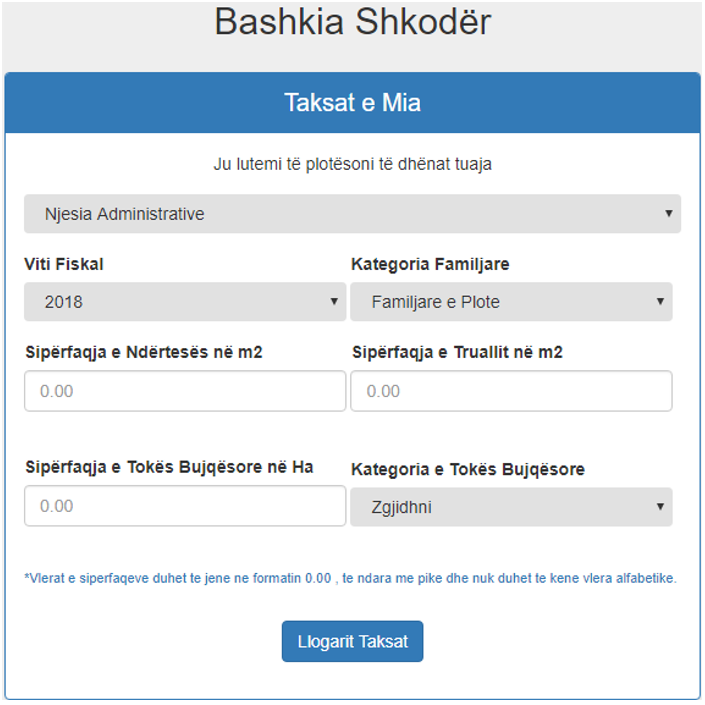 Bashkia Shkodër
Taksat e Mia
Ju lutemi të plotësoni të dhënat tuaja
Njesia Administrative
Viti Fiskal
Kategoria Familjare
2018
Familjare e Plote
Sipërfaqja e Ndërtesës në m2
Sipërfaqja e Truallit në m2
0.00
0.00
Sipërfaqja e Tokës Bujqësore në Ha
Kategoria e Tokës Bujqësore
0.00
Zgjidhni
*Vlerat e siperfaqeve duhet te jene ne formatin 0.00 , te ndara me pike dhe nuk duhet te kene vlera alfabetike.
Llogarit Taksat